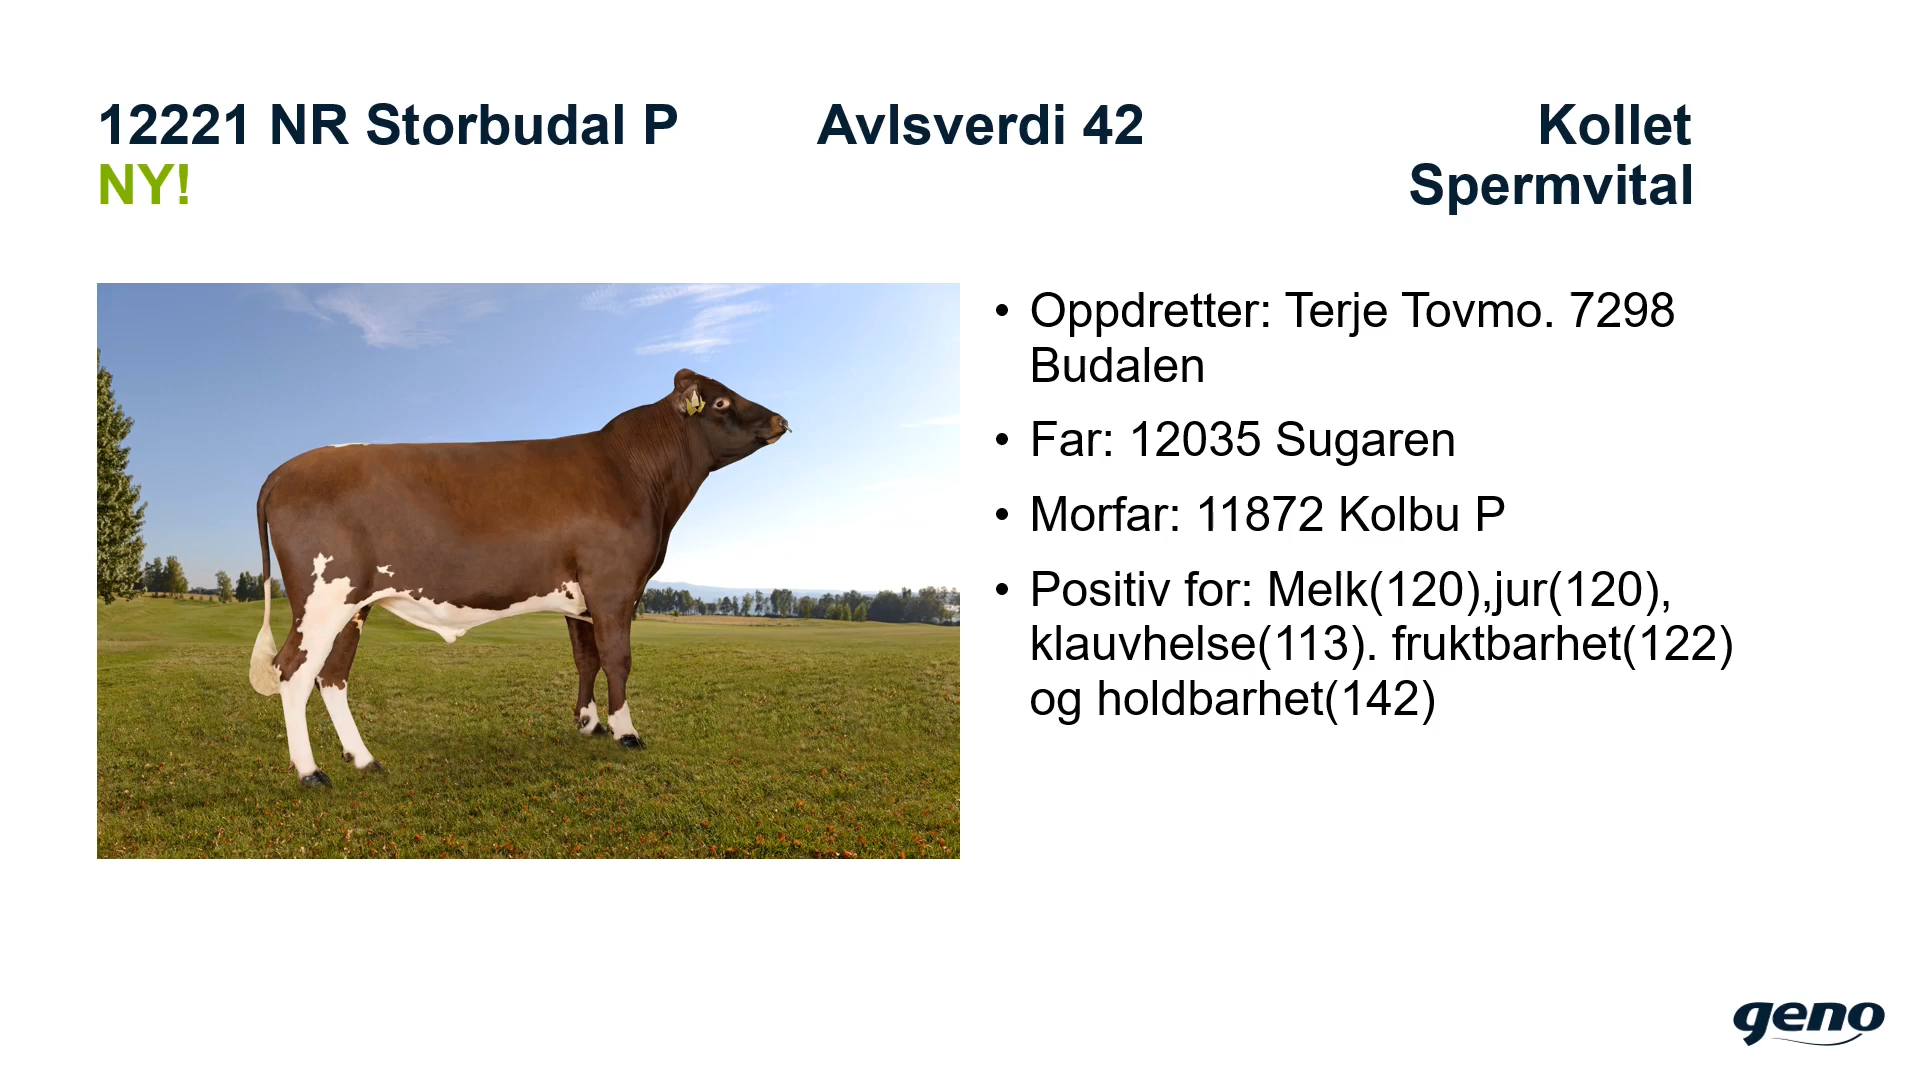 12221 NR Storbudal P Avlsverdi 42 Kollet
NY! Spermvital
• Oppdretter: Terje Tovmo. 7298
Budalen
• Far: 12035 Sugaren
• Morfar: 11872 Kolbu P
• Positiv for: Melk(120),jur(120),
klauvhelse(113). fruktbarhet(122)
og holdbarhet(142)
geno